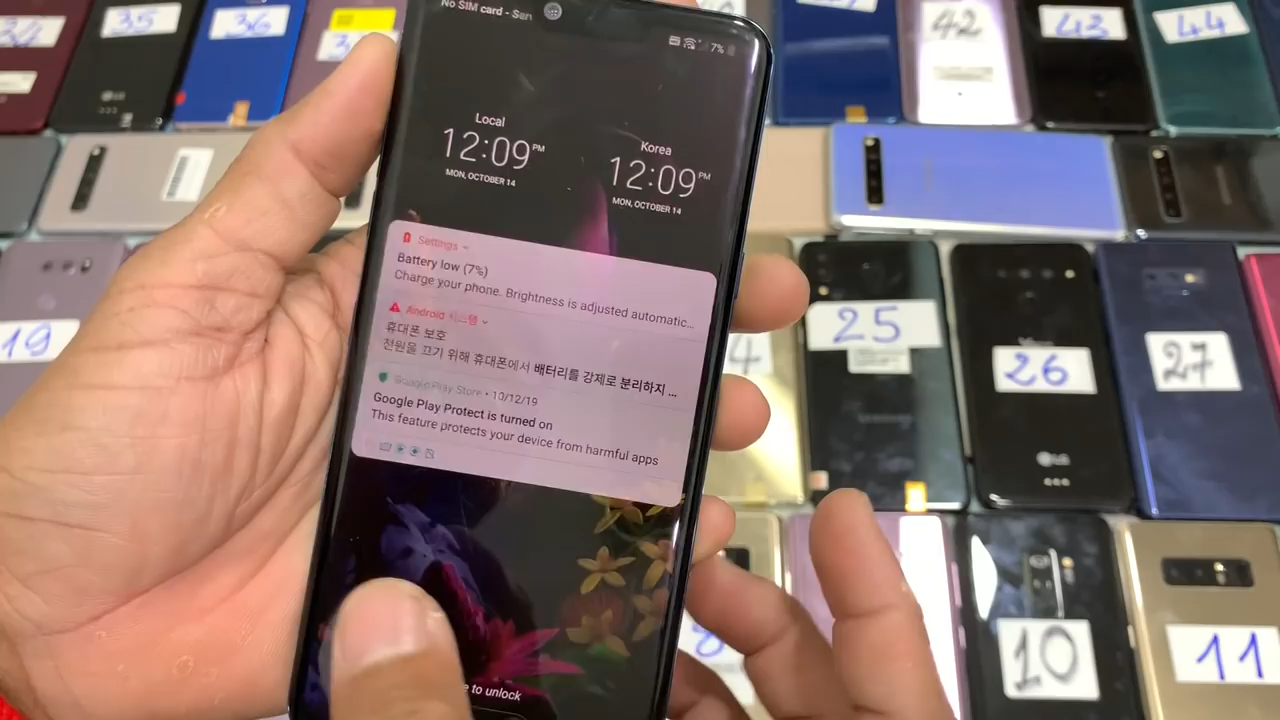 35
36
42
43
44
No SIM card -
7%
Local
12:09 PM
MON, OCTOBER 14
Korea
12:09 PM
MON, OCTOBER 14
Settings
Battery low (7%)
Charge your phone. Brightness is adjusted automatic...
Android 시스템
휴대폰 보호
전원을 끄기 위해 휴대폰에서 배터리를 강제로 분리하지 ...
Google Play Store • 10/12/19
Google Play Protect is turned on
This feature protects your device from harmful apps
to unlock
19
25
26
LG
27
10
11
LG